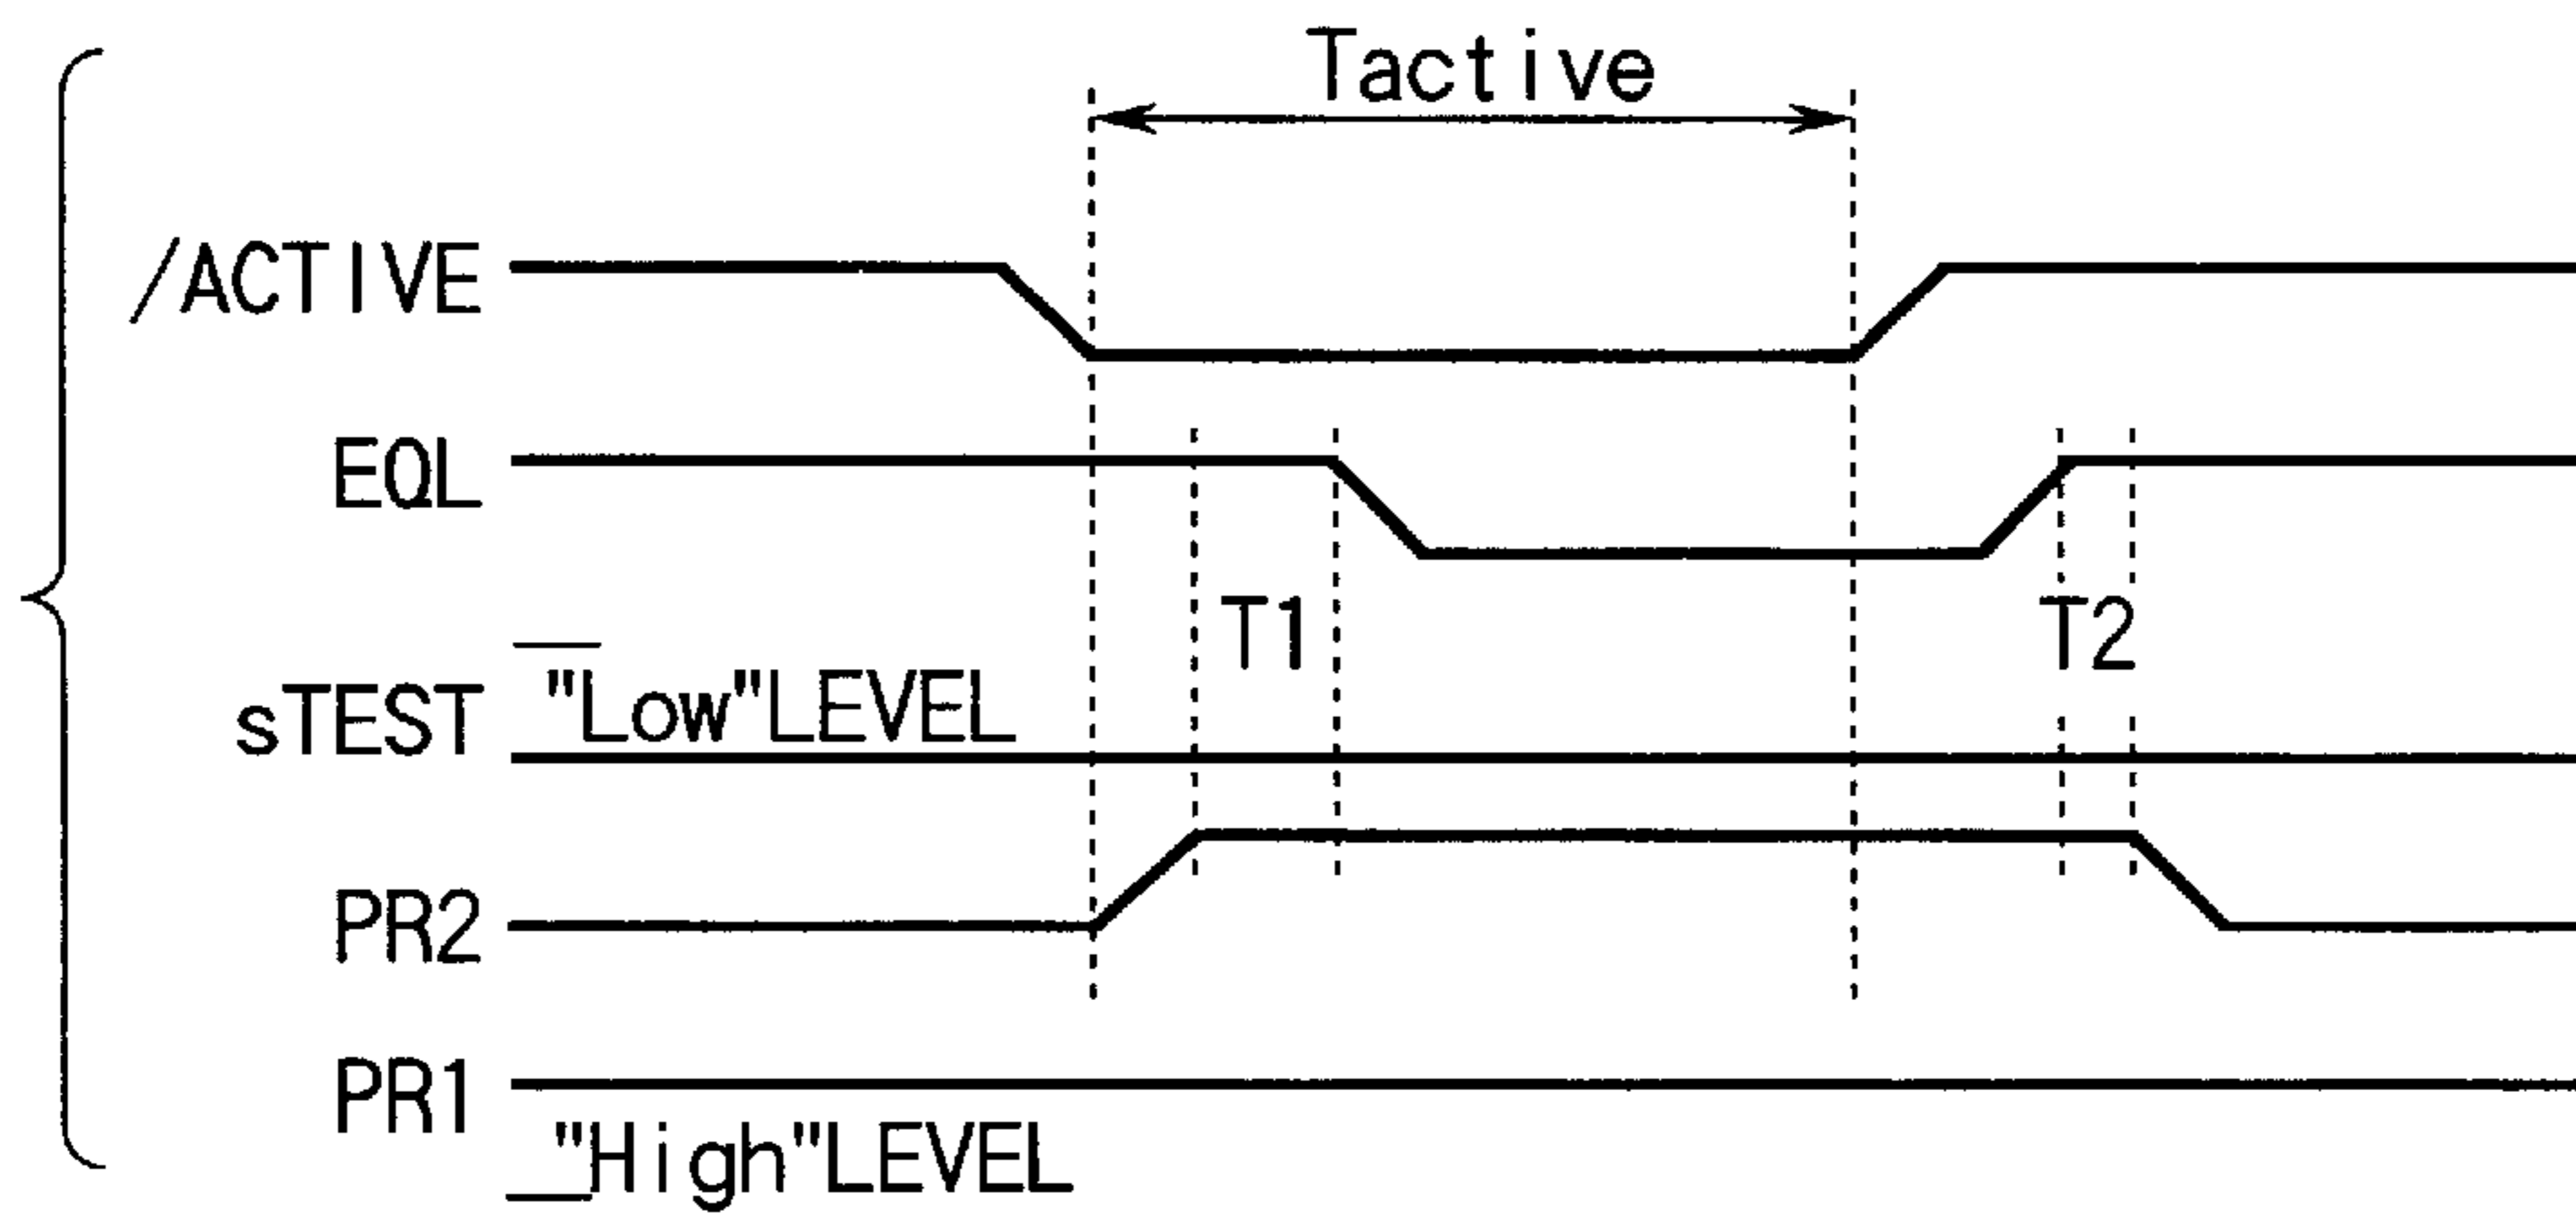 Tactive
/ACTIVE
EQL
T1 T2
sTEST "Low"LEVEL
PR2
PR1
"High"LEVEL